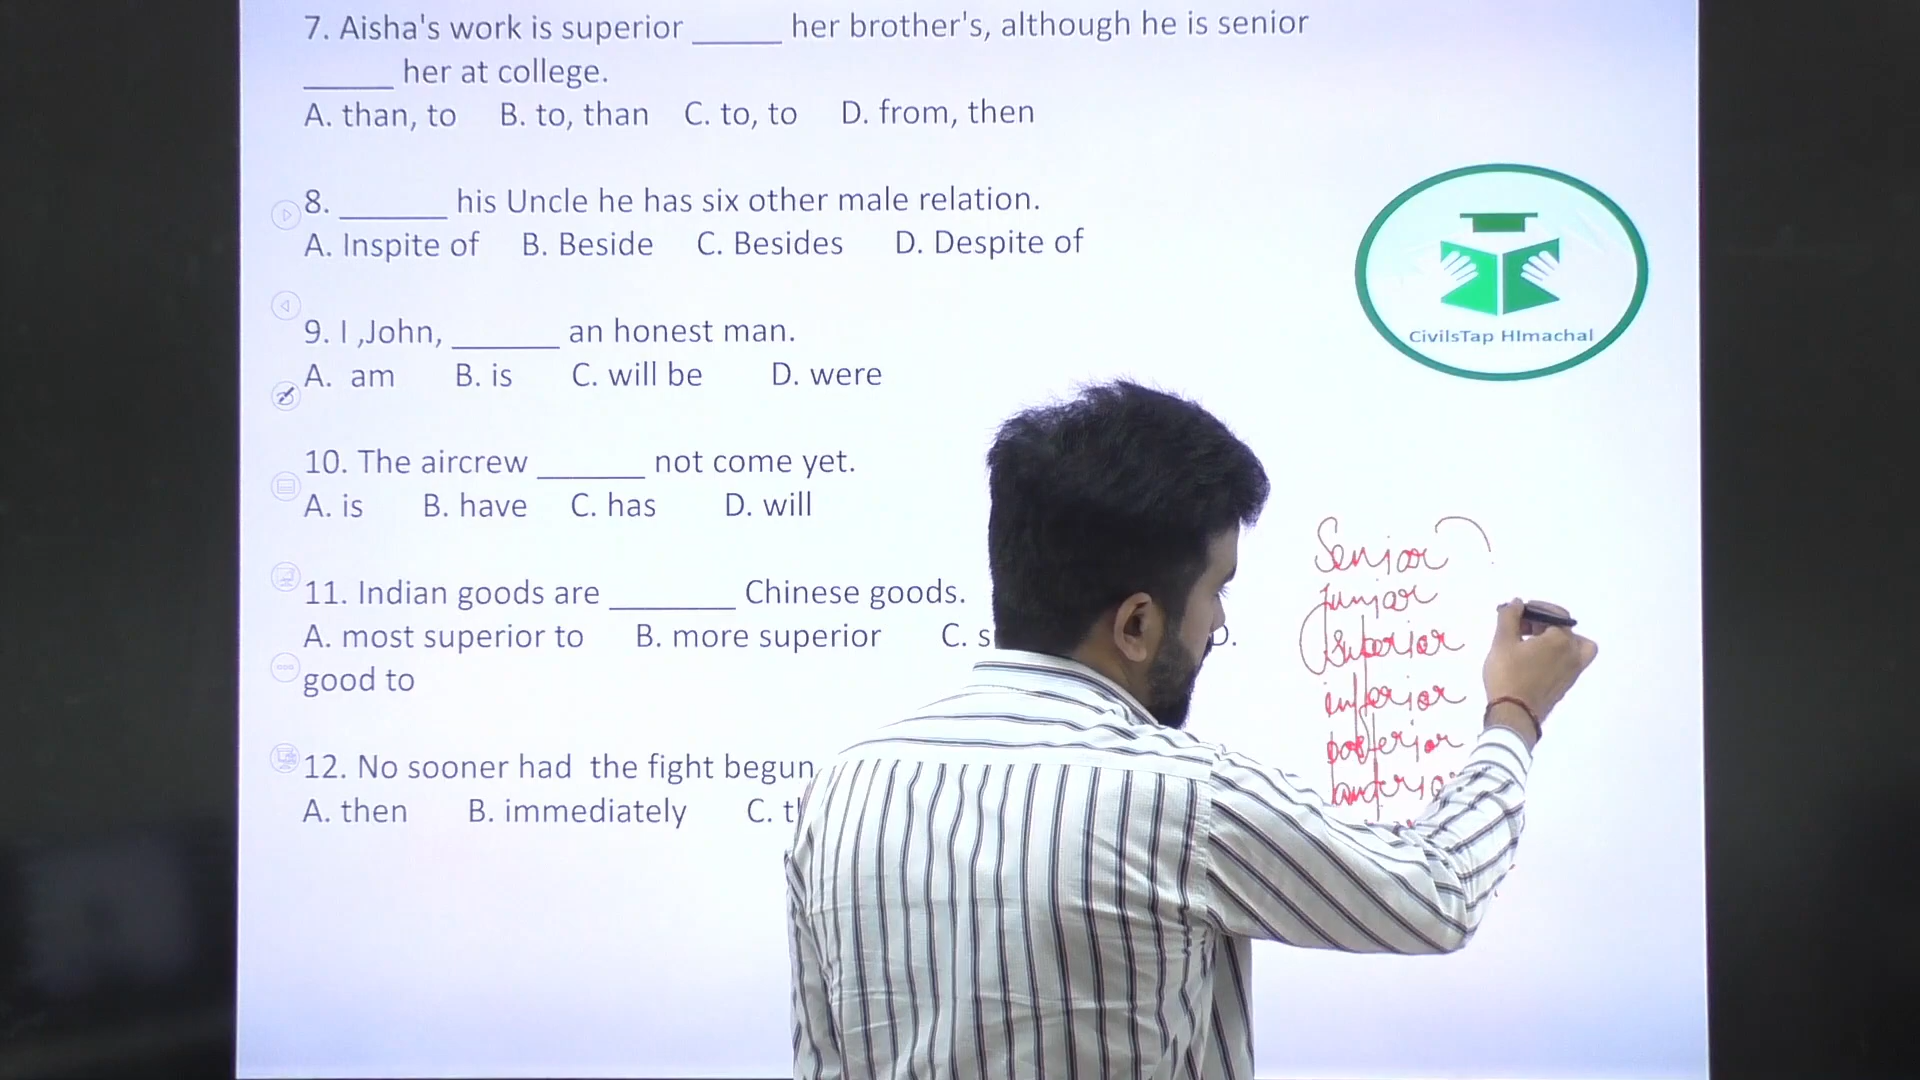 7. Aisha's work is superior _____ her brother's, although he is senior
_____ her at college.
A. than, to B. to, than C. to, to D. from, then
8. ______ his Uncle he has six other male relation.
A. Inspite of B. Beside C. Besides D. Despite of
CivilsTap HImachal
9. I ,John, ______ an honest man.
A. am B. is C. will be D. were
10. The aircrew ______ not come yet.
A. is B. have C. has D. will
11. Indian goods are _______ Chinese goods.
A. most superior to B. more superior C. s D.
good to
12. No sooner had the fight begun
A. then B. immediately C. t
Senior
Junior
Superior
inferior
posterior